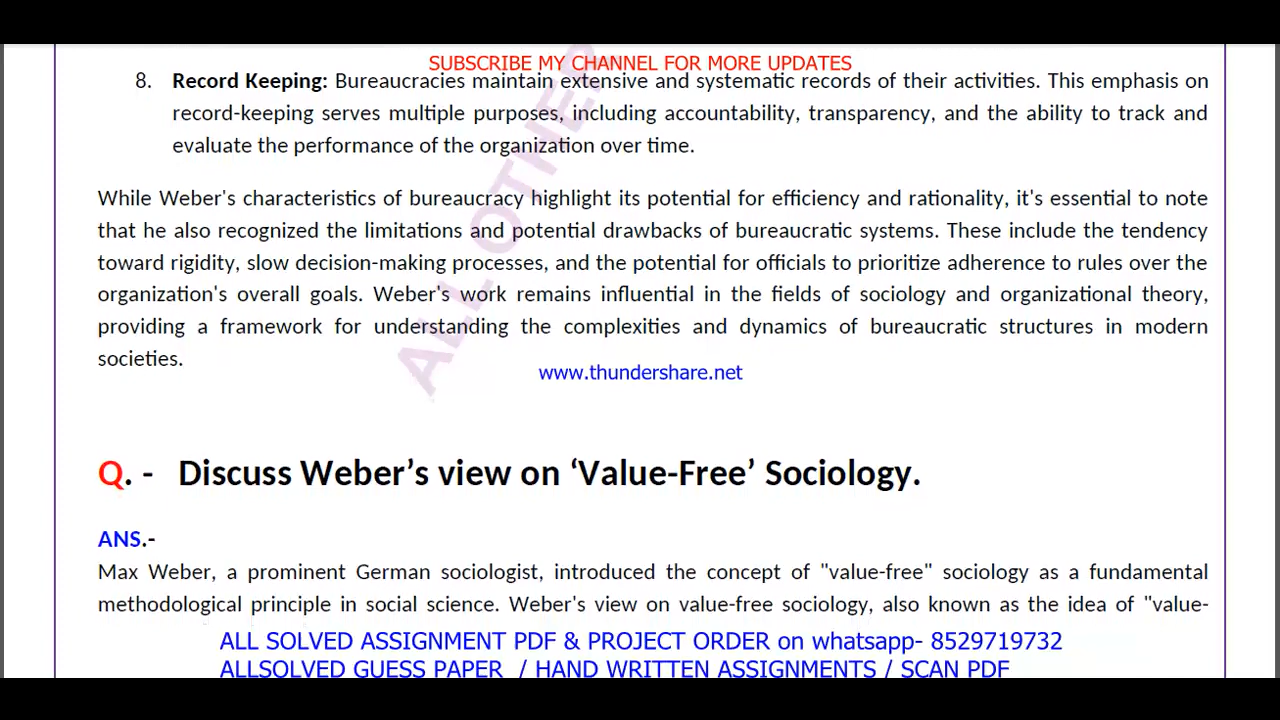 SUBSCRIBE MY CHANNEL FOR MORE UPDATES
8. Record Keeping: Bureaucracies maintain extensive and systematic records of their activities. This emphasis on
record-keeping serves multiple purposes, including accountability, transparency, and the ability to track and
evaluate the performance of the organization over time.
While Weber's characteristics of bureaucracy highlight its potential for efficiency and rationality, it's essential to note
that he also recognized the limitations and potential drawbacks of bureaucratic systems. These include the tendency
toward rigidity, slow decision-making processes, and the potential for officials to prioritize adherence to rules over the
organization's overall goals. Weber's work remains influential in the fields of sociology and organizational theory,
providing a framework for understanding the complexities and dynamics of bureaucratic structures in modern
societies.
www.thundershare.net
ALL OTHER
Q. - Discuss Weber’s view on ‘Value-Free’ Sociology.
ANS.-
Max Weber, a prominent German sociologist, introduced the concept of "value-free" sociology as a fundamental
methodological principle in social science. Weber's view on value-free sociology, also known as the idea of "value-
ALL SOLVED ASSIGNMENT PDF & PROJECT ORDER on whatsapp- 8529719732
ALLSOLVED GUESS PAPER / HAND WRITTEN ASSIGNMENTS / SCAN PDF